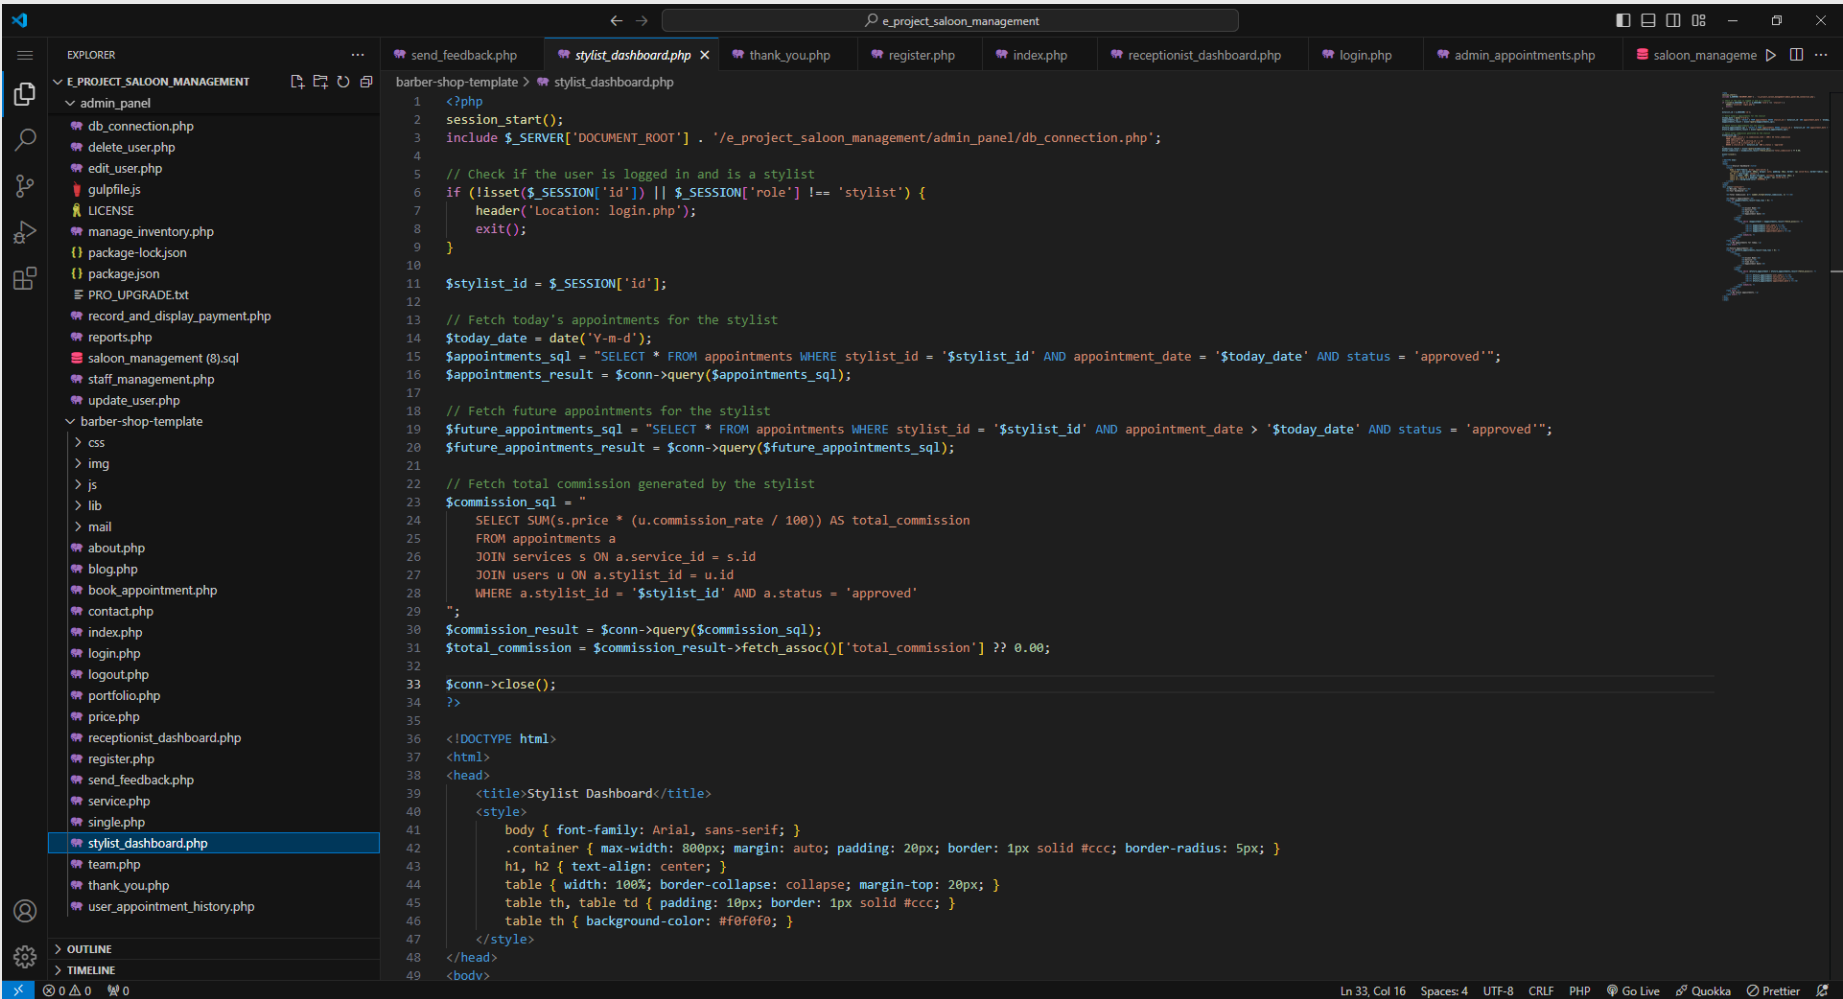 e_project_saloon_management
EXPLORER
E_PROJECT_SALOON_MANAGEMENT
admin_panel
db_connection.php
delete_user.php
edit_user.php
gulpfile.js
LICENSE
manage_inventory.php
package-lock.json
package.json
PRO_UPGRADE.txt
record_and_display_payment.php
reports.php
saloon_management (8).sql
staff_management.php
update_user.php
barber-shop-template
css
img
js
lib
mail
about.php
blog.php
book_appointment.php
contact.php
index.php
login.php
logout.php
portfolio.php
price.php
receptionist_dashboard.php
register.php
send_feedback.php
service.php
single.php
stylist_dashboard.php
team.php
thank_you.php
user_appointment_history.php
OUTLINE
TIMELINE
send_feedback.php stylist_dashboard.php thank_you.php register.php index.php receptionist_dashboard.php login.php admin_appointments.php saloon_manageme
barber-shop-template > stylist_dashboard.php
1 <?php
2 session_start();
3 include $_SERVER['DOCUMENT_ROOT'] . '/e_project_saloon_management/admin_panel/db_connection.php';
4
5 // Check if the user is logged in and is a stylist
6 if (!isset($_SESSION['id']) || $_SESSION['role'] !== 'stylist') {
7     header('Location: login.php');
8     exit();
9 }
10
11 $stylist_id = $_SESSION['id'];
12
13 // Fetch today's appointments for the stylist
14 $today_date = date('Y-m-d');
15 $appointments_sql = "SELECT * FROM appointments WHERE stylist_id = '$stylist_id' AND appointment_date = '$today_date' AND status = 'approved'";
16 $appointments_result = $conn->query($appointments_sql);
17
18 // Fetch future appointments for the stylist
19 $future_appointments_sql = "SELECT * FROM appointments WHERE stylist_id = '$stylist_id' AND appointment_date > '$today_date' AND status = 'approved'";
20 $future_appointments_result = $conn->query($future_appointments_sql);
21
22 // Fetch total commission generated by the stylist
23 $commission_sql = "
24     SELECT SUM(s.price * (u.commission_rate / 100)) AS total_commission
25     FROM appointments a
26     JOIN services s ON a.service_id = s.id
27     JOIN users u ON a.stylist_id = u.id
28     WHERE a.stylist_id = '$stylist_id' AND a.status = 'approved'
29 ";
30 $commission_result = $conn->query($commission_sql);
31 $total_commission = $commission_result->fetch_assoc()['total_commission'] ?? 0.00;
32
33 $conn->close();
34 ?>
35
36 <!DOCTYPE html>
37 <html>
38 <head>
39     <title>Stylist Dashboard</title>
40     <style>
41         body { font-family: Arial, sans-serif; }
42         .container { max-width: 800px; margin: auto; padding: 20px; border: 1px solid #ccc; border-radius: 5px; }
43         h1, h2 { text-align: center; }
44         table { width: 100%; border-collapse: collapse; margin-top: 20px; }
45         table th, table td { padding: 10px; border: 1px solid #ccc; }
46         table th { background-color: #f0f0f0; }
47     </style>
48 </head>
49 <body>
0 0 0 Ln 33, Col 16 Spaces: 4 UTF-8 CRLF PHP Go Live Quokka Prettier